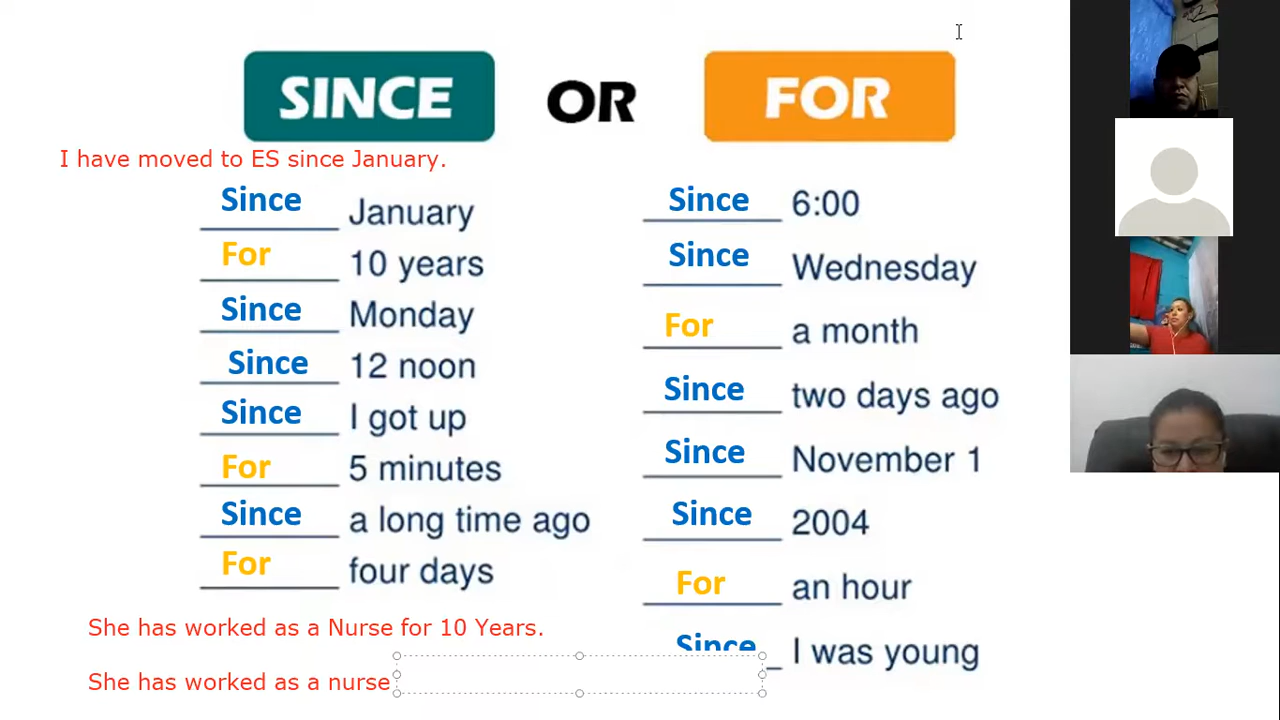 SINCE OR FOR
I have moved to ES since January.
Since January
For 10 years
Since Monday
Since 12 noon
Since I got up
For 5 minutes
Since a long time ago
For four days
Since 6:00
Since Wednesday
For a month
Since two days ago
Since November 1
Since 2004
For an hour
Since I was young
She has worked as a Nurse for 10 Years.
She has worked as a nurse